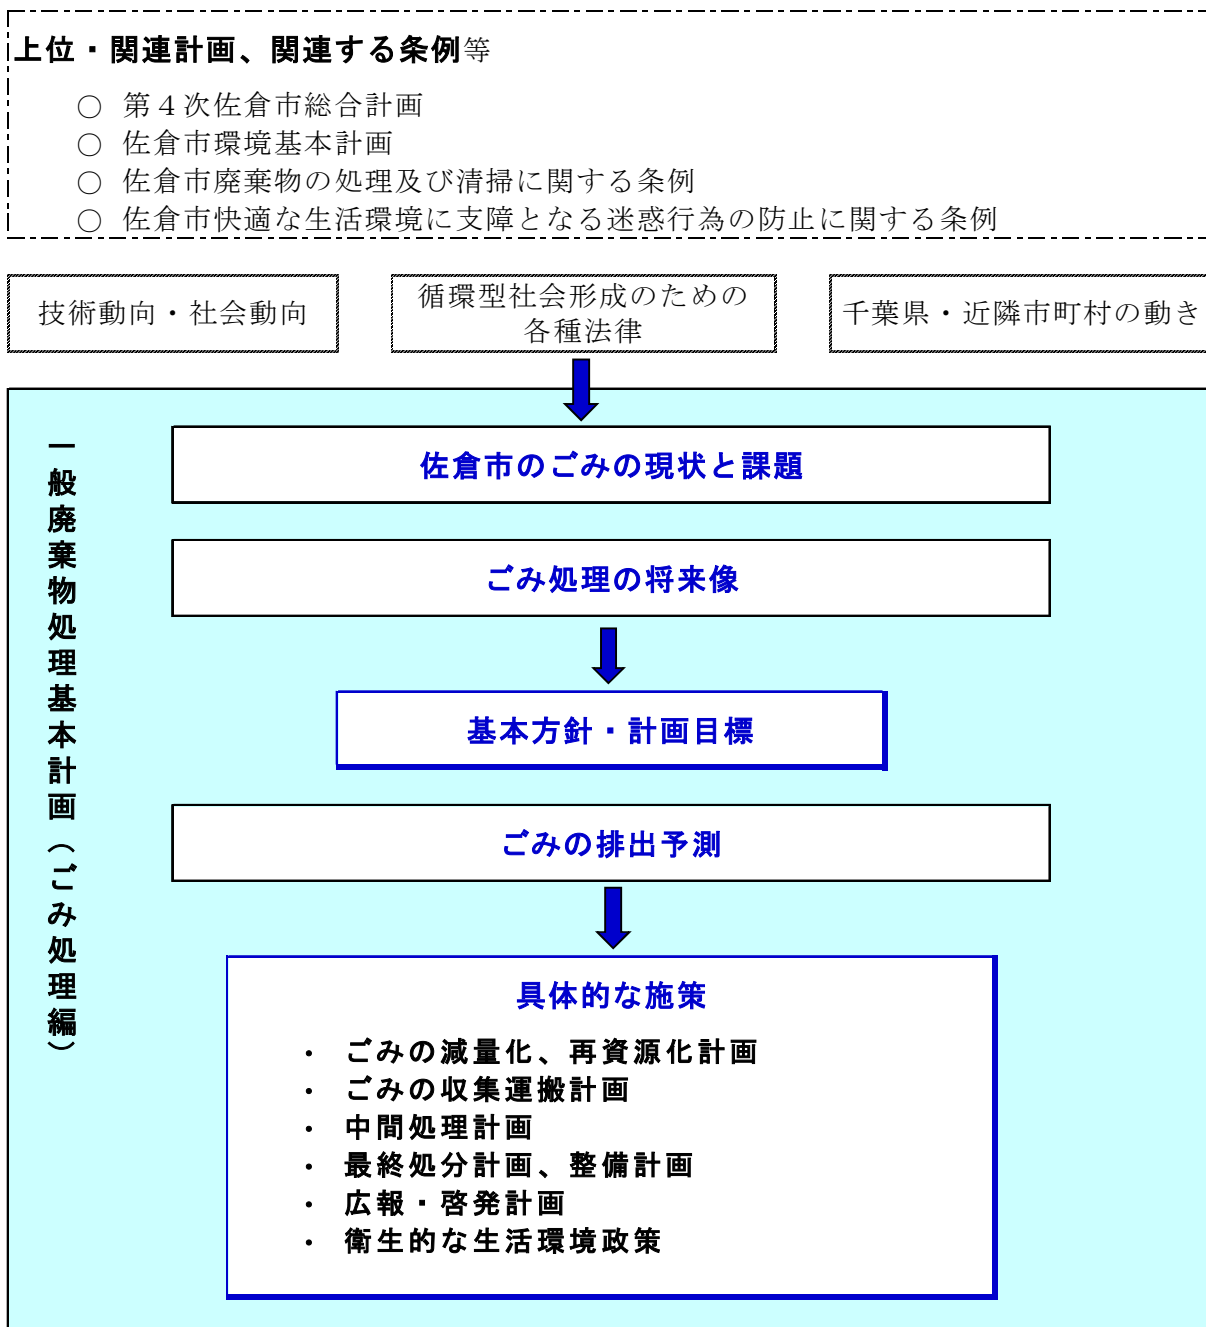 上位・関連計画、関連する条例等
○ 第４次佐倉市総合計画
○ 佐倉市環境基本計画
○ 佐倉市廃棄物の処理及び清掃に関する条例
○ 佐倉市快適な生活環境に支障となる迷惑行為の防止に関する条例
技術動向・社会動向
循環型社会形成のための
各種法律
千葉県・近隣市町村の動き
一般廃棄物処理基本計画（ごみ処理編）
佐倉市のごみの現状と課題
ごみ処理の将来像
基本方針・計画目標
ごみの排出予測
具体的な施策
・ ごみの減量化、再資源化計画
・ ごみの収集運搬計画
・ 中間処理計画
・ 最終処分計画、整備計画
・ 広報・啓発計画
・ 衛生的な生活環境政策